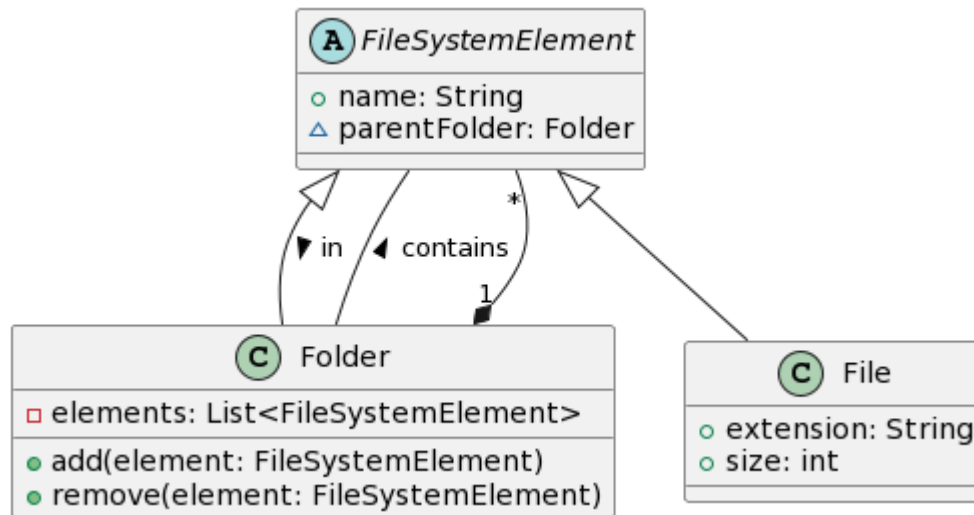 A FileSystemElement
name: String
parentFolder: Folder
in
contains
*
1
C Folder
elements: List<FileSystemElement>
add(element: FileSystemElement)
remove(element: FileSystemElement)
C File
extension: String
size: int